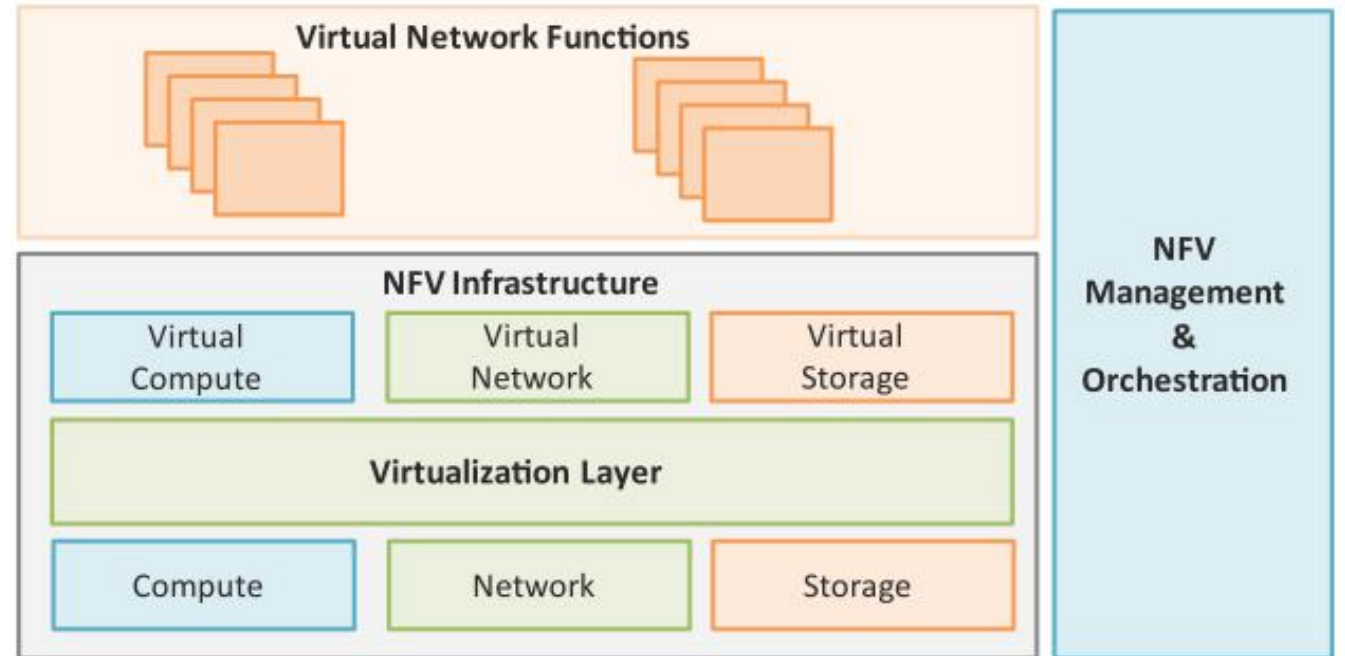 Virtual Network Functions
NFV Infrastructure
Virtual
Compute
Virtual
Network
Virtual
Storage
Virtualization Layer
Compute
Network
Storage
NFV
Management
&
Orchestration